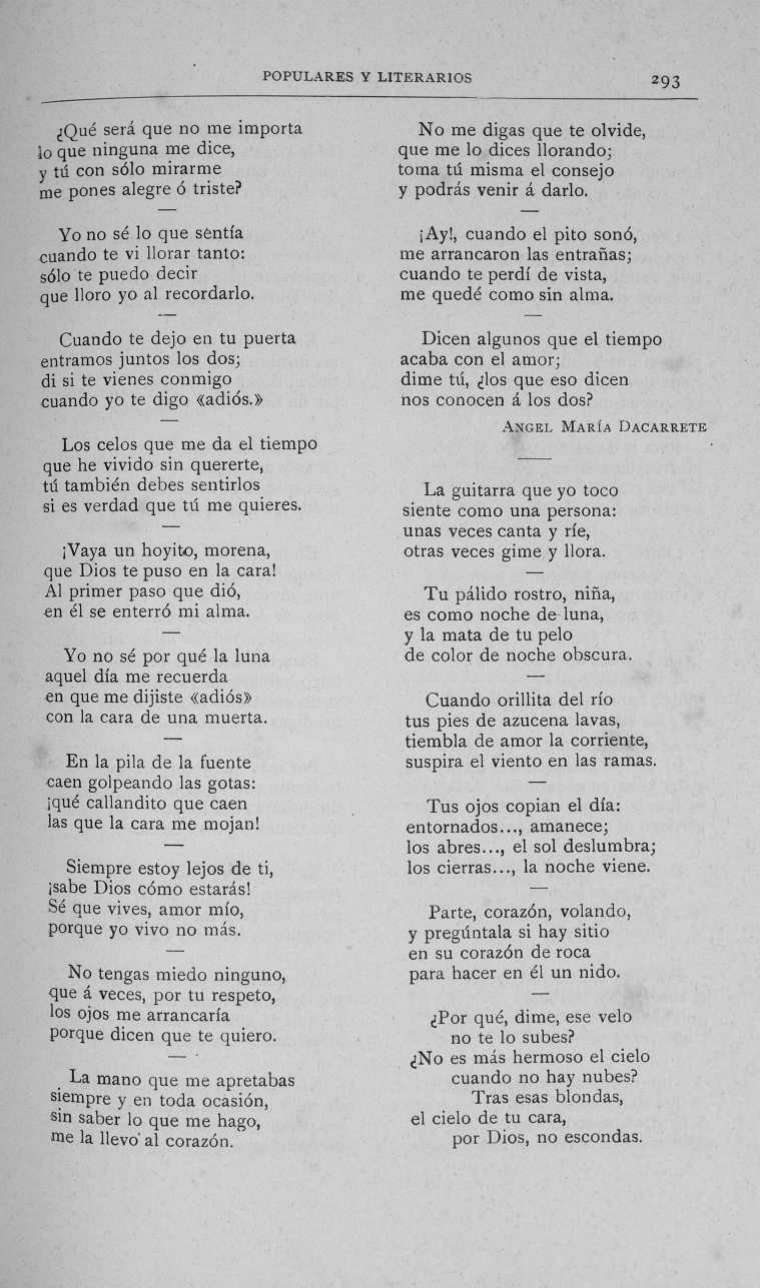 POPULARES Y LITERARIOS 293
¿Qué será que no me importa
lo que ninguna me dice,
y tú con sólo mirarme
me pones alegre ó triste?
Yo no sé lo que sentía
cuando te vi llorar tanto:
sólo te puedo decir
que lloro yo al recordarlo.
Cuando te dejo en tu puerta
entramos juntos los dos;
di si te vienes conmigo
cuando yo te digo «adiós.»
Los celos que me da el tiempo
que he vivido sin quererte,
tú también debes sentirlos
si es verdad que tú me quieres.
¡Vaya un hoyito, morena,
que Dios te puso en la cara!
Al primer paso que dió,
en él se enterró mi alma.
Yo no sé por qué la luna
aquel día me recuerda
en que me dijiste «adiós»
con la cara de una muerta.
En la pila de la fuente
caen golpeando las gotas:
¡qué callandito que caen
las que la cara me mojan!
Siempre estoy lejos de ti,
¡sabe Dios cómo estarás!
Sé que vives, amor mío,
porque yo vivo no más.
No tengas miedo ninguno,
que á veces, por tu respeto,
los ojos me arrancaría
porque dicen que te quiero.
La mano que me apretabas
siempre y en toda ocasión,
sin saber lo que me hago,
me la llevo al corazón.
No me digas que te olvide,
que me lo dices llorando;
toma tú misma el consejo
y podrás venir á darlo.
¡Ay!, cuando el pito sonó,
me arrancaron las entrañas;
cuando te perdí de vista,
me quedé como sin alma.
Dicen algunos que el tiempo
acaba con el amor;
dime tú, ¿los que eso dicen
nos conocen á los dos?
ANGEL MARÍA DACARRETE
La guitarra que yo toco
siente como una persona:
unas veces canta y ríe,
otras veces gime y llora.
Tu pálido rostro, niña,
es como noche de luna,
y la mata de tu pelo
de color de noche obscura.
Cuando orillita del río
tus pies de azucena lavas,
tiembla de amor la corriente,
suspira el viento en las ramas.
Tus ojos copian el día:
entornados..., amanece;
los abres..., el sol deslumbra;
los cierras..., la noche viene.
Parte, corazón, volando,
y pregúntala si hay sitio
en su corazón de roca
para hacer en él un nido.
¿Por qué, dime, ese velo
no te lo subes?
¿No es más hermoso el cielo
cuando no hay nubes?
Tras esas blondas,
el cielo de tu cara,
por Dios, no escondas.